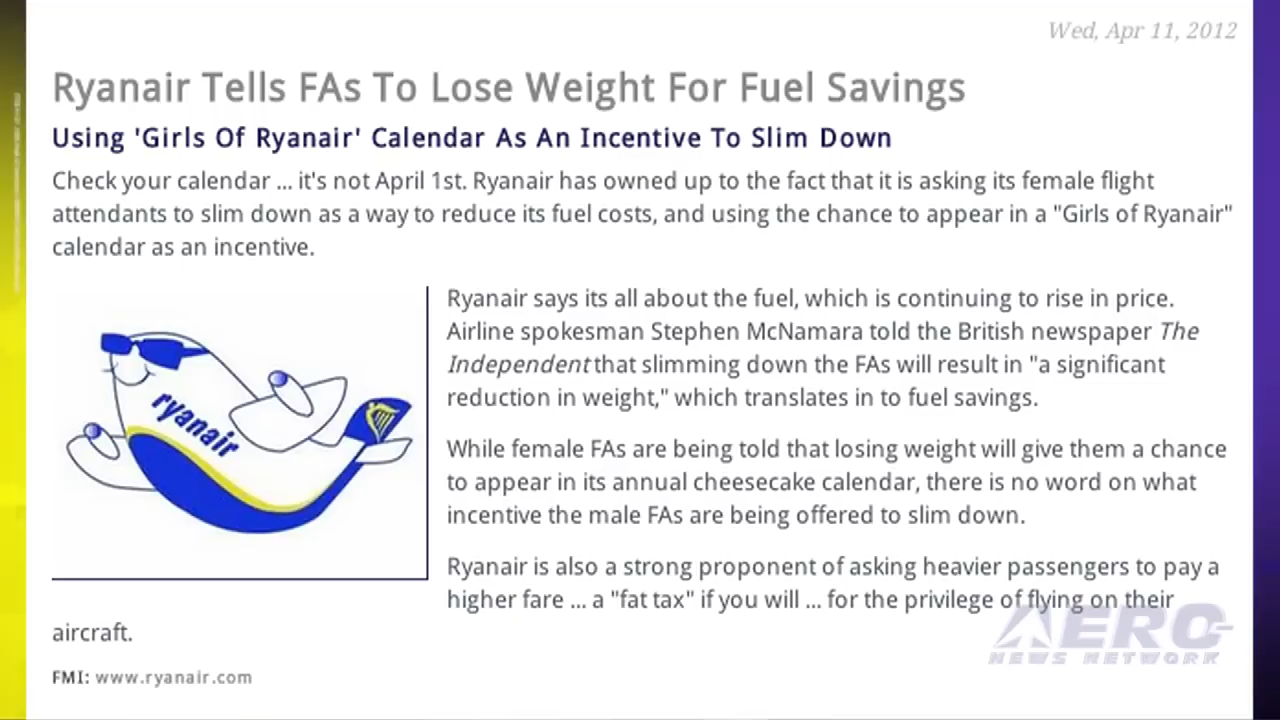 Wed, Apr 11, 2012
Ryanair Tells FAs To Lose Weight For Fuel Savings
Using 'Girls Of Ryanair' Calendar As An Incentive To Slim Down
Check your calendar ... it's not April 1st. Ryanair has owned up to the fact that it is asking its female flight
attendants to slim down as a way to reduce its fuel costs, and using the chance to appear in a "Girls of Ryanair"
calendar as an incentive.
ryanair
Ryanair says its all about the fuel, which is continuing to rise in price.
Airline spokesman Stephen McNamara told the British newspaper The
Independent that slimming down the FAs will result in "a significant
reduction in weight," which translates in to fuel savings.
While female FAs are being told that losing weight will give them a chance
to appear in its annual cheesecake calendar, there is no word on what
incentive the male FAs are being offered to slim down.
Ryanair is also a strong proponent of asking heavier passengers to pay a
higher fare ... a "fat tax" if you will ... for the privilege of flying on their
aircraft.
AERO
NEWS NETWORK
FMI: www.ryanair.com